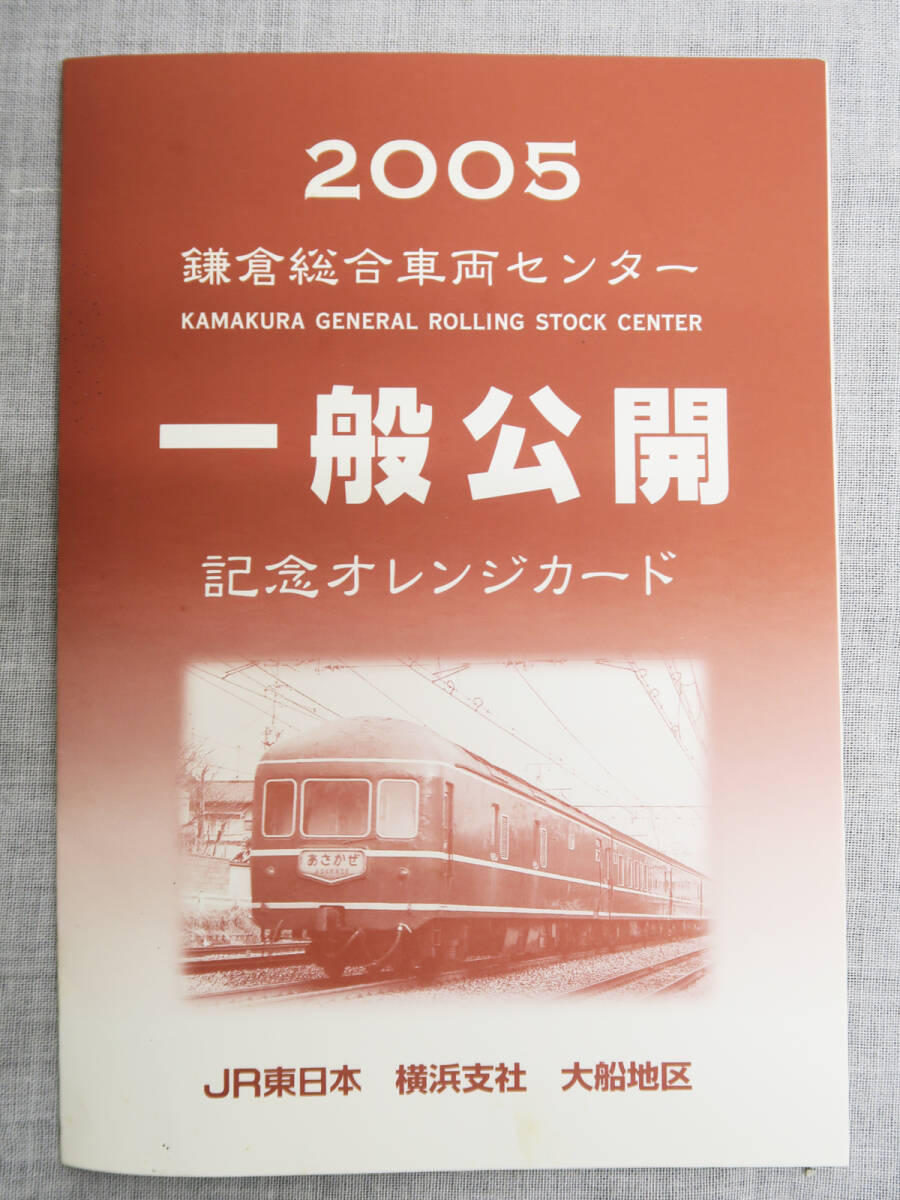 2005
鎌倉総合車両センター
KAMAKURA GENERAL ROLLING STOCK CENTER
一般公開
記念オレンジカード
あさかぜ
JR東日本　横浜支社　大船地区